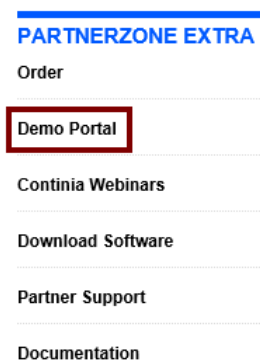 PARTNERZONE EXTRA
Order
Demo Portal
Continia Webinars
Download Software
Partner Support
Documentation